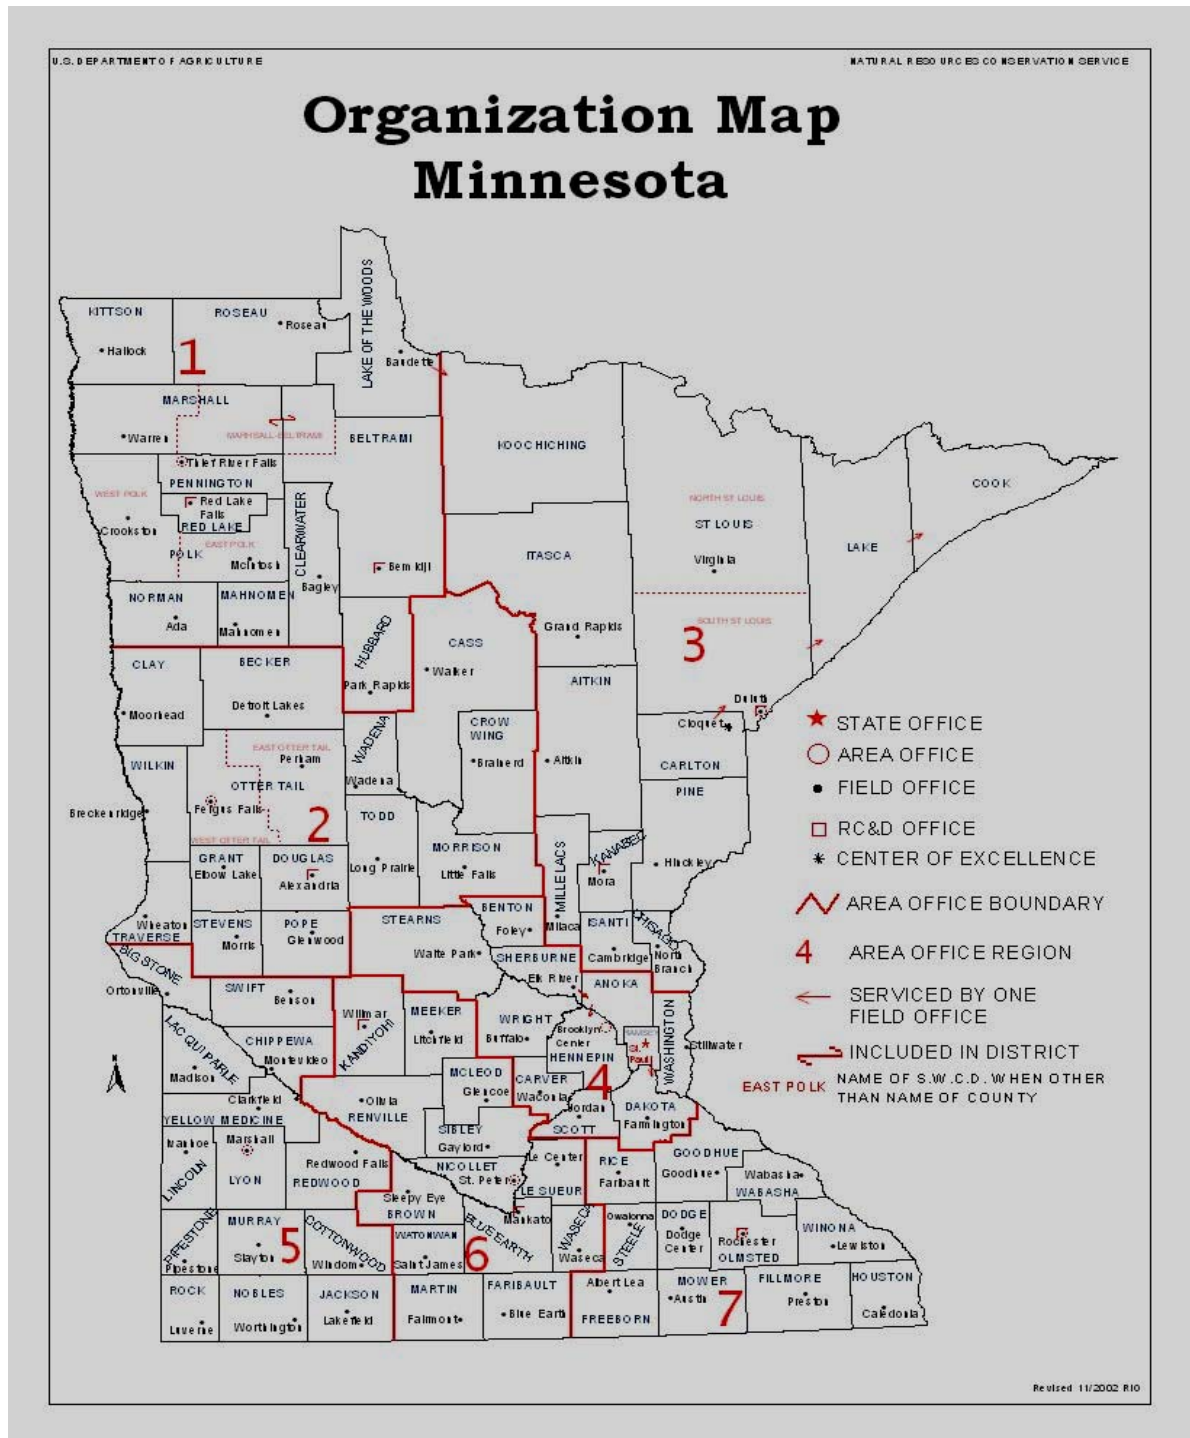 U.S. DEPARTMENT OF AGRICULTURE
NATURAL RESOURCES CONSERVATION SERVICE
Organization Map
Minnesota
KITTSON
ROSEAU
Roseau
LAKE OF THE WOODS
Hallock
1
Baudette
MARSHALL
Warren
MARHSALL-BELTRAMI
BELTRAMI
KOOCHICHING
Thief River Falls
PENNINGTON
COOK
WEST POLK
Red Lake
Falls
NORTH ST LOUIS
ST LOUIS
Crookston
RED LAKE
CLEARWATER
LAKE
EAST POLK
POLK
McIntosh
ITASCA
Virginia
Bemidji
Bagley
NORMAN
MAHNOMEN
Ada
Mahnomen
HUBBARD
CASS
Grand Rapids
SOUTH ST LOUIS
3
CLAY
BECKER
Walker
Park Rapids
AITKIN
Moorhead
Detroit Lakes
Duluth
CROW
WING
Cloquet
STATE OFFICE
WADENA
EAST OTTER TAIL
Perham
Brainerd
Aitkin
AREA OFFICE
WILKIN
OTTER TAIL
Wadena
CARLTON
FIELD OFFICE
Breckenridge
Fergus Falls
2
TODD
PINE
RC&D OFFICE
WEST OTTER TAIL
GRANT
Elbow Lake
DOUGLAS
Alexandria
Long Prairie
MORRISON
Little Falls
MILLE LACS
KANABEC
Mora
Hinckley
CENTER OF EXCELLENCE
AREA OFFICE BOUNDARY
Wheaton
TRAVERSE
STEVENS
Morris
POPE
Glenwood
STEARNS
BENTON
Foley
Milaca
ISANTI
CHISAGO
Waite Park
SHERBURNE
Cambridge
North
Branch
4
AREA OFFICE REGION
BIG STONE
Ortonville
SWIFT
Benson
Elk River
ANOKA
SERVICED BY ONE
FIELD OFFICE
LAC QUI PARLE
CHIPPEWA
Montevideo
Willmar
KANDIYOHI
MEEKER
Litchfield
WRIGHT
Buffalo
Brooklyn
Center
RAMSEY
St.
Paul
WASHINGTON
Stillwater
INCLUDED IN DISTRICT
N
Madison
HENNEPIN
4
MCLEOD
Glencoe
CARVER
Waconia
EAST POLK
NAME OF S.W.C.D. WHEN OTHER
THAN NAME OF COUNTY
Clarkfield
YELLOW MEDICINE
Olivia
RENVILLE
Jordan
SCOTT
DAKOTA
Farmington
SIBLEY
Gaylord
Ivanhoe
LINCOLN
Marshall
LYON
Redwood Falls
REDWOOD
NICOLLET
St. Peter
Le Center
LE SUEUR
RICE
Faribault
GOODHUE
Goodhue
Wabasha
WABASHA
Sleepy Eye
BROWN
Mankato
PIPESTONE
Pipestone
MURRAY
Slayton
5
COTTONWOOD
Windom
WATONWAN
Saint James
6
BLUE EARTH
WASECA
Waseca
Owatonna
STEELE
DODGE
Dodge
Center
Rochester
OLMSTED
WINONA
Lewiston
ROCK
Luverne
NOBLES
Worthington
JACKSON
Lakefield
MARTIN
Fairmont
FARIBAULT
Blue Earth
Albert Lea
FREEBORN
MOWER
Austin
7
FILLMORE
Preston
HOUSTON
Caledonia
Revised 11/2002 RIO